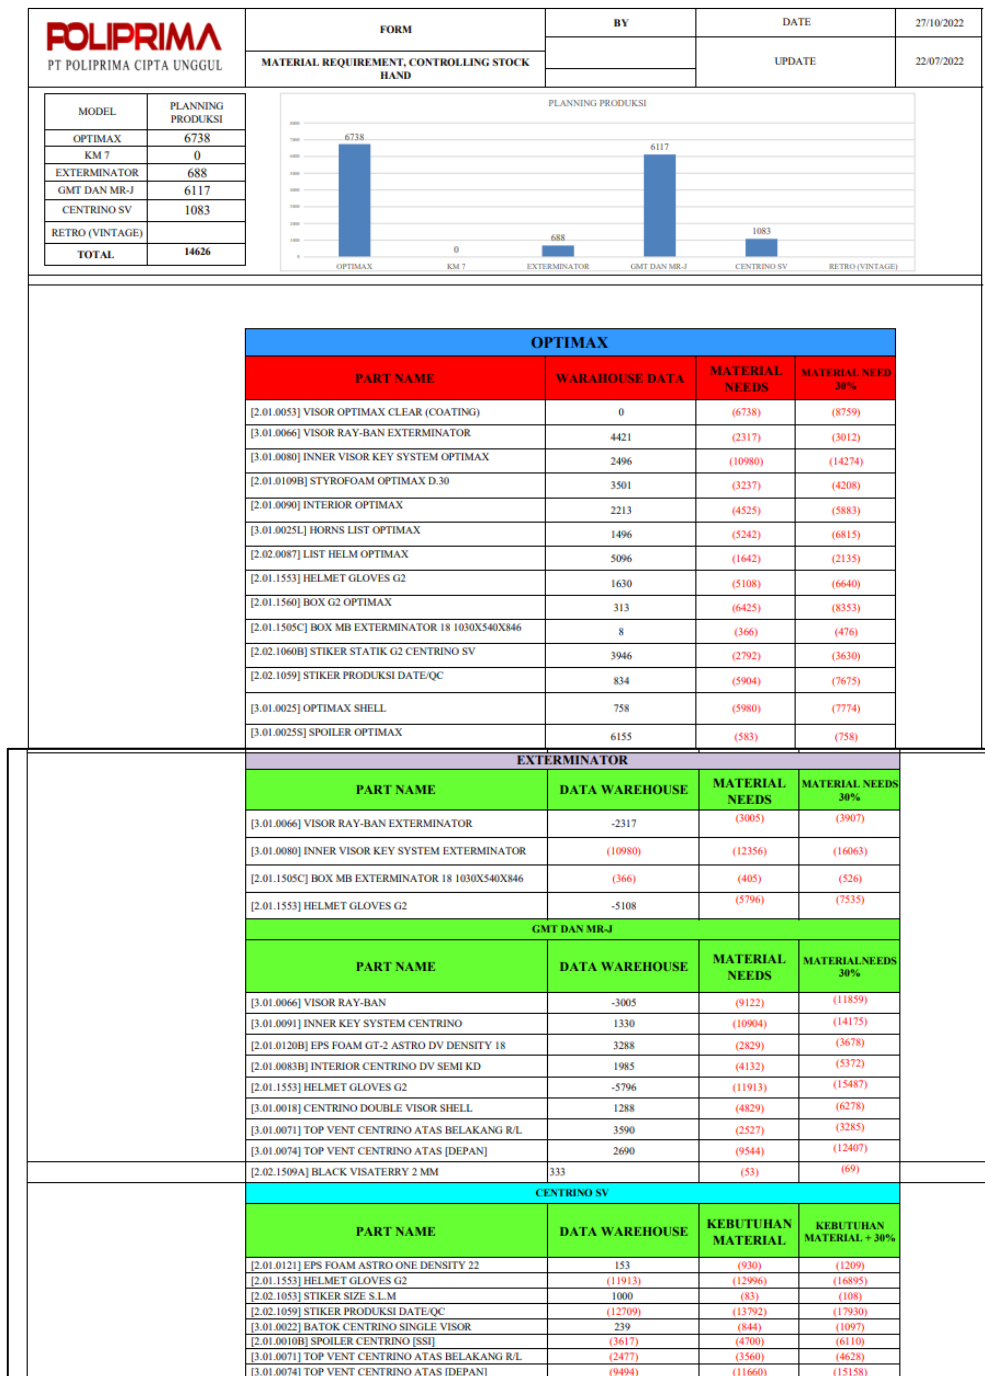 POLIPRIMA
PT POLIPRIMA CIPTA UNGGUL
FORM
BY
DATE
27/10/2022
MATERIAL REQUIREMENT, CONTROLLING STOCK
HAND
UPDATE
22/07/2022
MODEL PLANNING PRODUKSI
OPTIMAX 6738
KM 7 0
EXTERMINATOR 688
GMT DAN MR-J 6117
CENTRINO SV 1083
RETRO (VINTAGE)
TOTAL 14626
PLANNING PRODUKSI
8000
7000
6000
5000
4000
3000
2000
1000
0
6738
0
688
6117
1083
OPTIMAX KM 7 EXTERMINATOR GMT DAN MR-J CENTRINO SV RETRO (VINTAGE)
OPTIMAX
PART NAME WARAHOUSE DATA MATERIAL NEEDS MATERIAL NEED 30%
[2.01.0053] VISOR OPTIMAX CLEAR (COATING) 0 (6738) (8759)
[3.01.0066] VISOR RAY-BAN EXTERMINATOR 4421 (2317) (3012)
[3.01.0080] INNER VISOR KEY SYSTEM OPTIMAX 2496 (10980) (14274)
[2.01.0109B] STYROFOAM OPTIMAX D.30 3501 (3237) (4208)
[2.01.0090] INTERIOR OPTIMAX 2213 (4525) (5883)
[3.01.0025L] HORNS LIST OPTIMAX 1496 (5242) (6815)
[2.02.0087] LIST HELM OPTIMAX 5096 (1642) (2135)
[2.01.1553] HELMET GLOVES G2 1630 (5108) (6640)
[2.01.1560] BOX G2 OPTIMAX 313 (6425) (8353)
[2.01.1505C] BOX MB EXTERMINATOR 18 1030X540X846 8 (366) (476)
[2.02.1060B] STIKER STATIK G2 CENTRINO SV 3946 (2792) (3630)
[2.02.1059] STIKER PRODUKSI DATE/QC 834 (5904) (7675)
[3.01.0025] OPTIMAX SHELL 758 (5980) (7774)
[3.01.0025S] SPOILER OPTIMAX 6155 (583) (758)
EXTERMINATOR
PART NAME DATA WAREHOUSE MATERIAL NEEDS MATERIAL NEEDS 30%
[3.01.0066] VISOR RAY-BAN EXTERMINATOR -2317 (3005) (3907)
[3.01.0080] INNER VISOR KEY SYSTEM EXTERMINATOR (10980) (12356) (16063)
[2.01.1505C] BOX MB EXTERMINATOR 18 1030X540X846 (366) (405) (526)
[2.01.1553] HELMET GLOVES G2 -5108 (5796) (7535)
GMT DAN MR-J
PART NAME DATA WAREHOUSE MATERIAL NEEDS MATERIALNEEDS 30%
[3.01.0066] VISOR RAY-BAN -3005 (9122) (11859)
[3.01.0091] INNER KEY SYSTEM CENTRINO 1330 (10904) (14175)
[2.01.0120B] EPS FOAM GT-2 ASTRO DV DENSITY 18 3288 (2829) (3678)
[2.01.0083B] INTERIOR CENTRINO DV SEMI KD 1985 (4132) (5372)
[2.01.1553] HELMET GLOVES G2 -5796 (11913) (15487)
[3.01.0018] CENTRINO DOUBLE VISOR SHELL 1288 (4829) (6278)
[3.01.0071] TOP VENT CENTRINO ATAS BELAKANG R/L 3590 (2527) (3285)
[3.01.0074] TOP VENT CENTRINO ATAS [DEPAN] 2690 (9544) (12407)
[2.02.1509A] BLACK VISATERRY 2 MM 333 (53) (69)
CENTRINO SV
PART NAME DATA WAREHOUSE KEBUTUHAN MATERIAL KEBUTUHAN MATERIAL + 30%
[2.01.0121] EPS FOAM ASTRO ONE DENSITY 22 153 (930) (1209)
[2.01.1553] HELMET GLOVES G2 (11913) (12996) (16895)
[2.02.1053] STIKER SIZE S.L.M 1000 (83) (108)
[2.02.1059] STIKER PRODUKSI DATE/QC (12709) (13792) (17930)
[3.01.0022] BATOK CENTRINO SINGLE VISOR 239 (844) (1097)
[2.01.0010B] SPOILER CENTRINO [SSI] (3617) (4700) (6110)
[3.01.0071] TOP VENT CENTRINO ATAS BELAKANG R/L (2477) (3560) (4628)
[3.01.0074] TOP VENT CENTRINO ATAS [DEPAN] (9494) (11660) (15158)